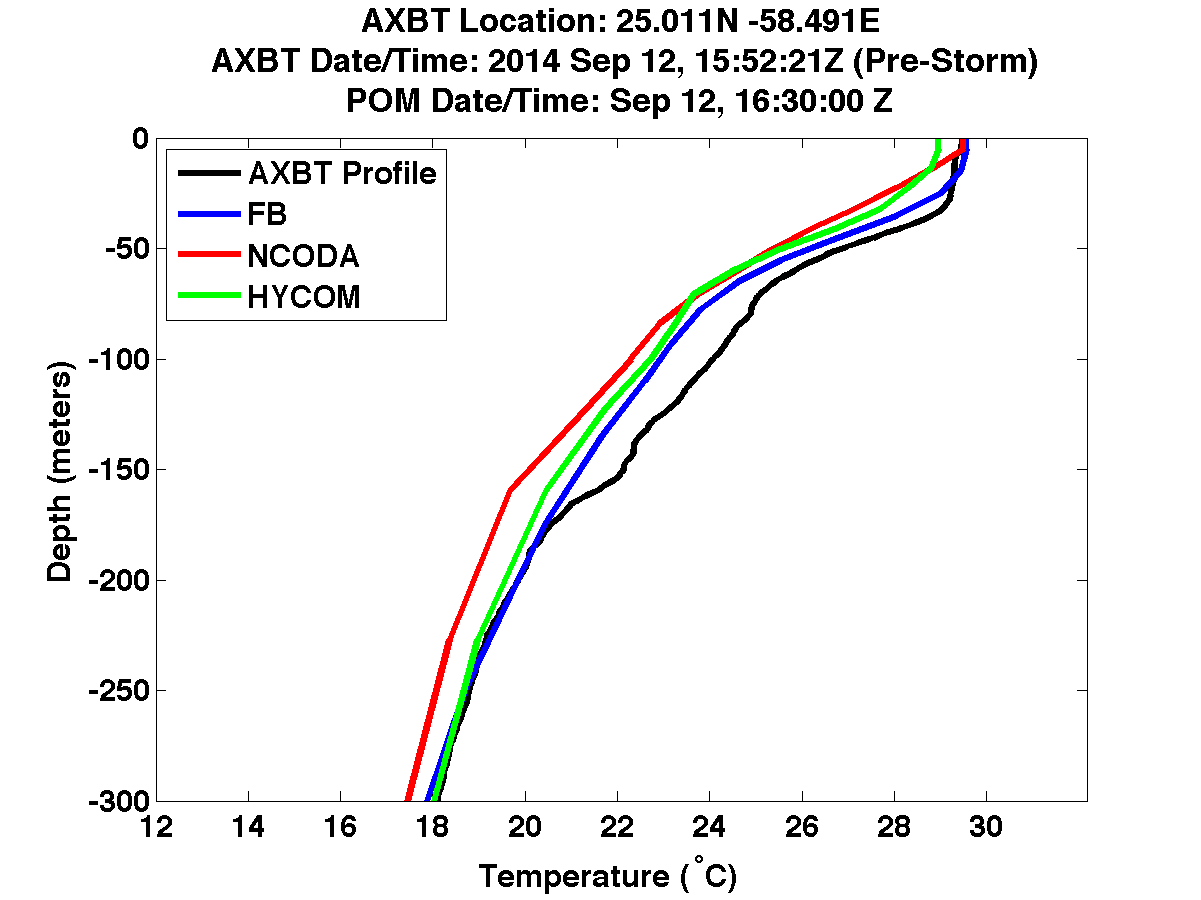 AXBT Location: 25.011N -58.491E
AXBT Date/Time: 2014 Sep 12, 15:52:21Z (Pre-Storm)
POM Date/Time: Sep 12, 16:30:00 Z
0
AXBT Profile
FB
-50
NCODA
HYCOM
-100
Depth (meters)
-150
-200
-250
-300
12 14 16 18 20 22 24 26 28 30
Temperature (°C)